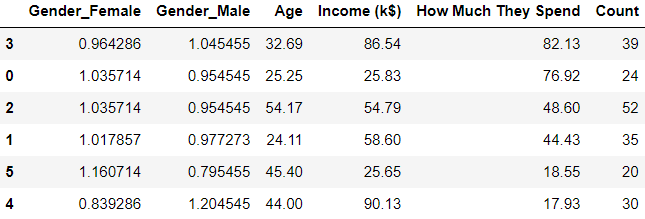 Gender_Female Gender_Male Age Income (k$) How Much They Spend Count
3 0.964286 1.045455 32.69 86.54 82.13 39
0 1.035714 0.954545 25.25 25.83 76.92 24
2 1.035714 0.954545 54.17 54.79 48.60 52
1 1.017857 0.977273 24.11 58.60 44.43 35
5 1.160714 0.795455 45.40 25.65 18.55 20
4 0.839286 1.204545 44.00 90.13 17.93 30